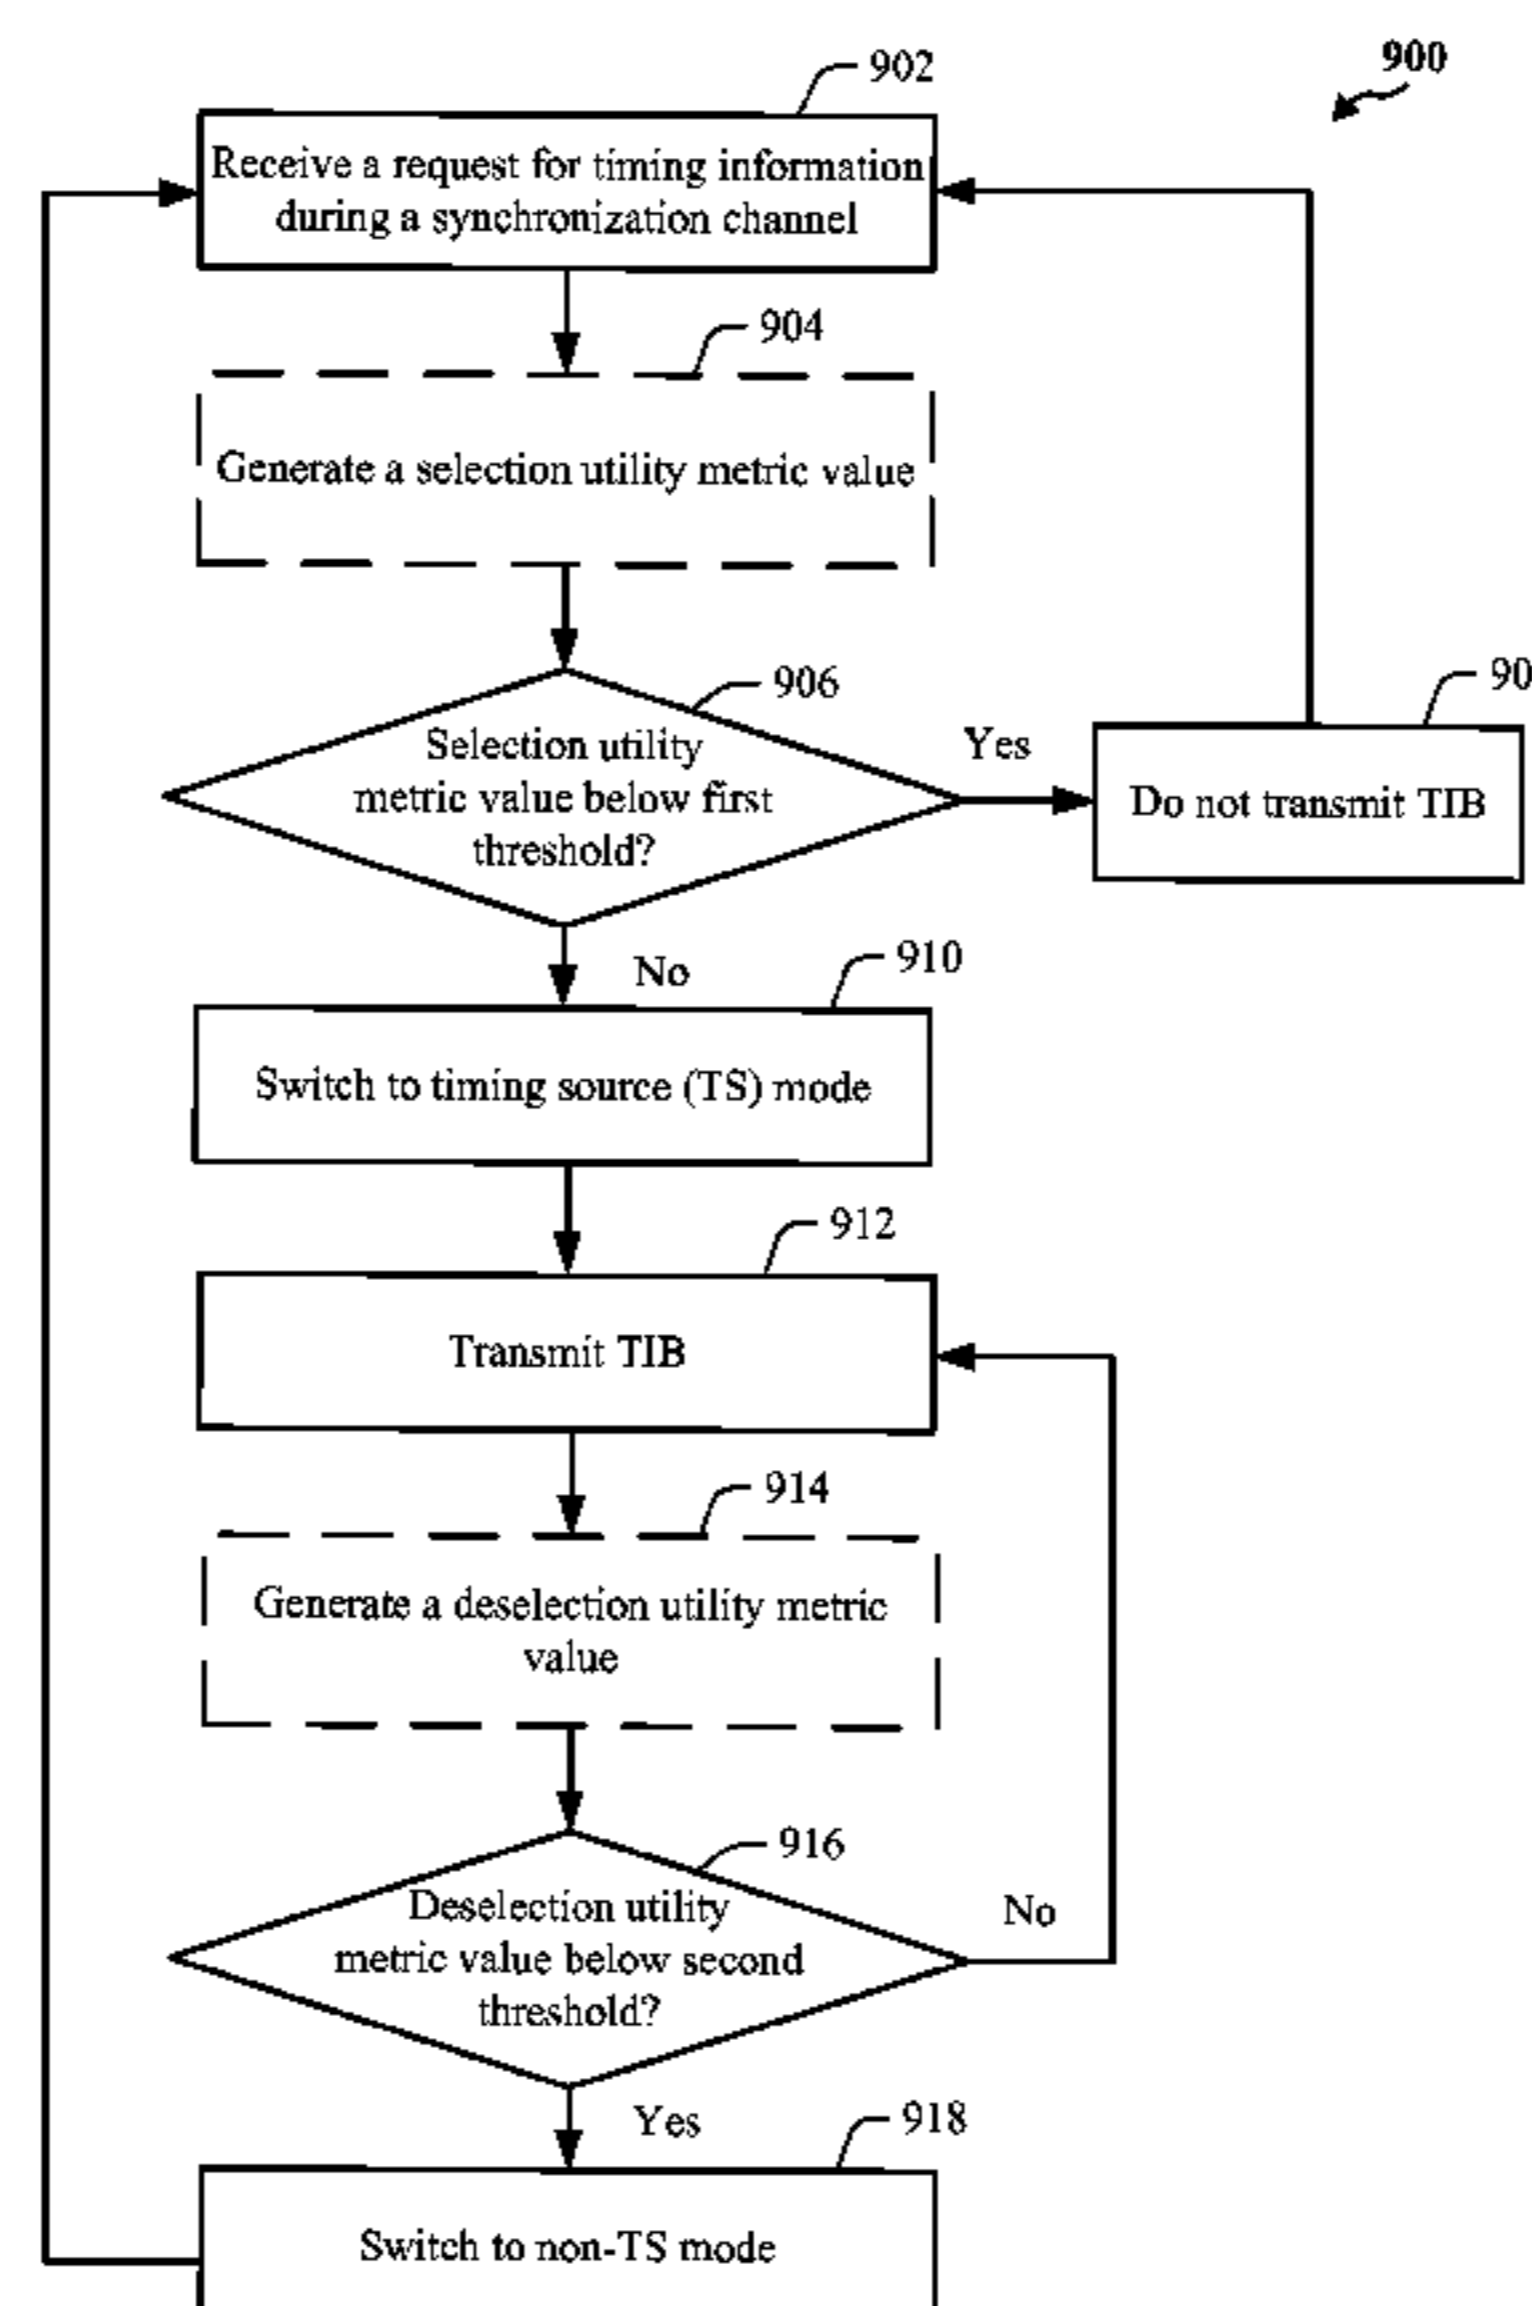 900
902
Receive a request for timing information
during a synchronization channel
904
Generate a selection utility metric value
906
Selection utility
metric value below first
threshold?
Yes
90
Do not transmit TIB
No
910
Switch to timing source (TS) mode
912
Transmit TIB
914
Generate a deselection utility metric
value
916
Deselection utility
metric value below second
threshold?
No
Yes
918
Switch to non-TS mode